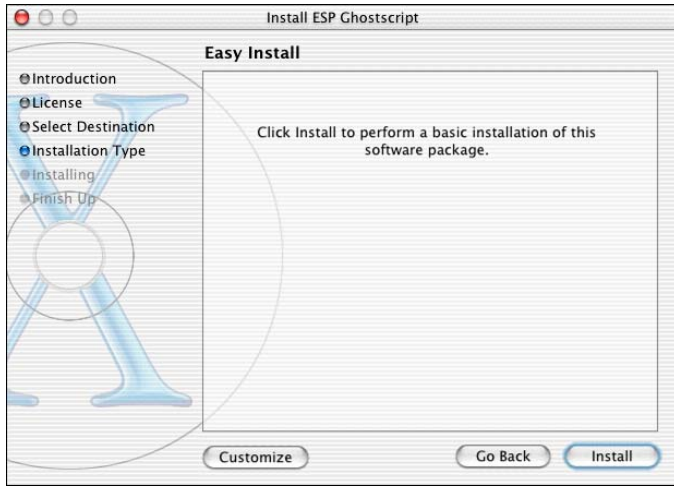 Install ESP Ghostscript
Easy Install
Introduction
License
Select Destination
Installation Type
Installing
Finish Up
Click Install to perform a basic installation of this
software package.
Customize
Go Back
Install